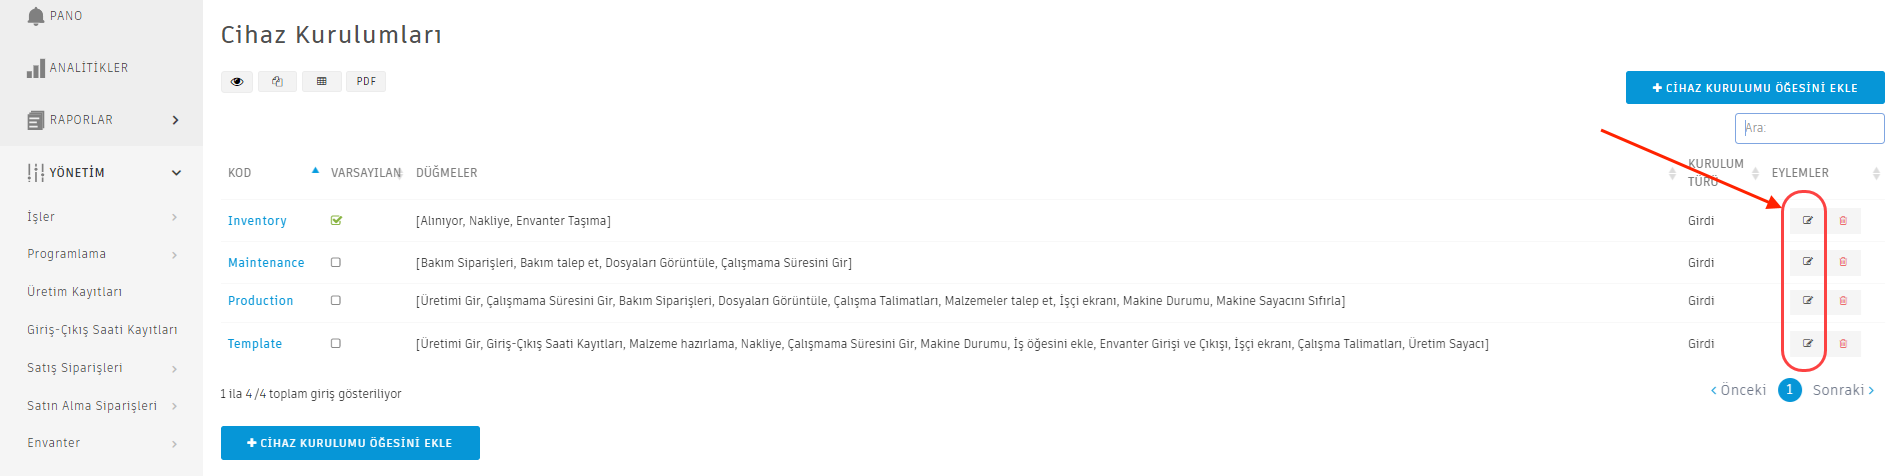 PANO
ANALİTİKLER
RAPORLAR
YÖNETİM
İşler
Programlama
Üretim Kayıtları
Giriş-Çıkış Saati Kayıtları
Satış Siparişleri
Satın Alma Siparişleri
Envanter
Cihaz Kurulumları
PDF
CİHAZ KURULUMU ÖĞESİNİ EKLE
Ara:
KOD VARSAYILAN DÜĞMELER KURULUM TÜRÜ EYLEMLER
Inventory [Alınıyor, Nakliye, Envanter Taşıma] Girdi
Maintenance [Bakım Siparişleri, Bakım talep et, Dosyaları Görüntüle, Çalışmama Süresini Gir] Girdi
Production [Üretimi Gir, Çalışmama Süresini Gir, Bakım Siparişleri, Dosyaları Görüntüle, Çalışma Talimatları, Malzemeler talep et, İşçi ekranı, Makine Durumu, Makine Sayacını Sıfırla] Girdi
Template [Üretimi Gir, Giriş-Çıkış Saati Kayıtları, Malzeme hazırlama, Nakliye, Çalışmama Süresini Gir, Makine Durumu, İş öğesini ekle, Envanter Girişi ve Çıkışı, İşçi ekranı, Çalışma Talimatları, Üretim Sayacı] Girdi
1 ila 4 /4 toplam giriş gösteriliyor
Önceki 1 Sonraki
CİHAZ KURULUMU ÖĞESİNİ EKLE